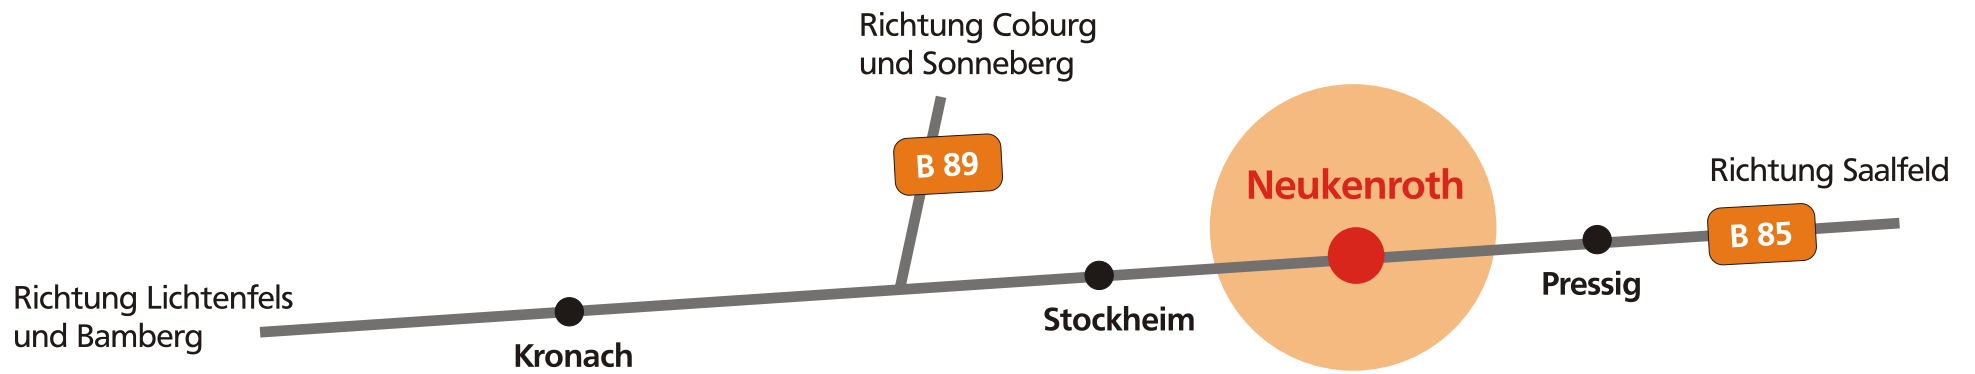 Richtung Coburg
und Sonneberg
B 89
Neukenroth
Richtung Saalfeld
B 85
Pressig
Richtung Lichtenfels
und Bamberg
Stockheim
Kronach